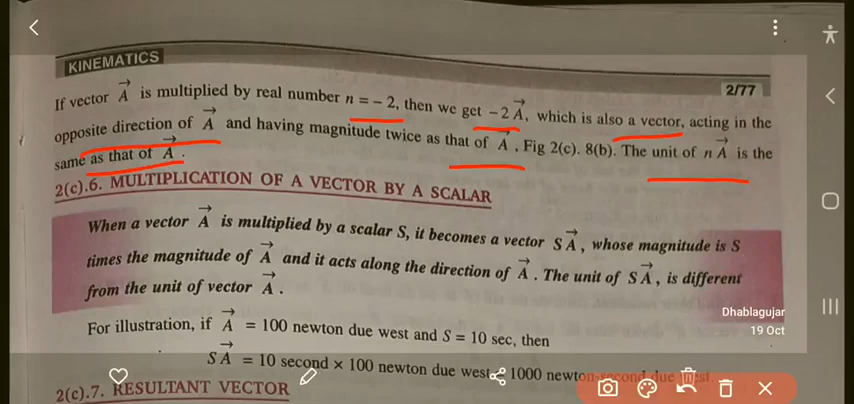 KINEMATICS
2/77
If vector A⃗ is multiplied by real number n = – 2, then we get – 2 A⃗, which is also a vector, acting in the
opposite direction of A⃗ and having magnitude twice as that of A⃗ . Fig 2(c). 8(b). The unit of n A⃗ is the
same as that of A⃗ .
2(c).6. MULTIPLICATION OF A VECTOR BY A SCALAR
When a vector A⃗ is multiplied by a scalar S, it becomes a vector S A⃗ , whose magnitude is S
times the magnitude of A⃗ and it acts along the direction of A⃗ . The unit of S A⃗ , is different
from the unit of vector A⃗ .
For illustration, if A⃗ = 100 newton due west and S = 10 sec, then
S A⃗ = 10 second × 100 newton due west = 1000 newton-second due west
2(c).7. RESULTANT VECTOR
Dhablagujar
19 Oct